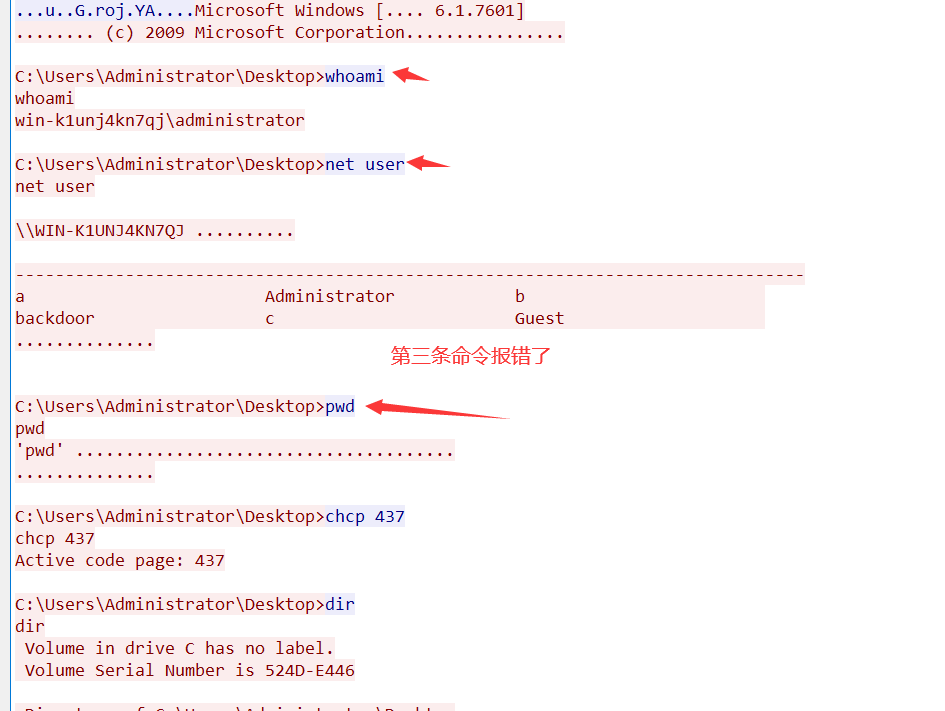 ...u..G.roj.YA....Microsoft Windows [.... 6.1.7601]
........ (c) 2009 Microsoft Corporation................
C:\Users\Administrator\Desktop>whoami
whoami
win-k1unj4kn7qj\administrator
C:\Users\Administrator\Desktop>net user
net user
\\WIN-K1UNJ4KN7QJ ..........
-------------------------------------------------------------------------------
a Administrator b
backdoor c Guest
..............
第三条命令报错了
C:\Users\Administrator\Desktop>pwd
pwd
'pwd' ......................................
..............
C:\Users\Administrator\Desktop>chcp 437
chcp 437
Active code page: 437
C:\Users\Administrator\Desktop>dir
dir
Volume in drive C has no label.
Volume Serial Number is 524D-E446